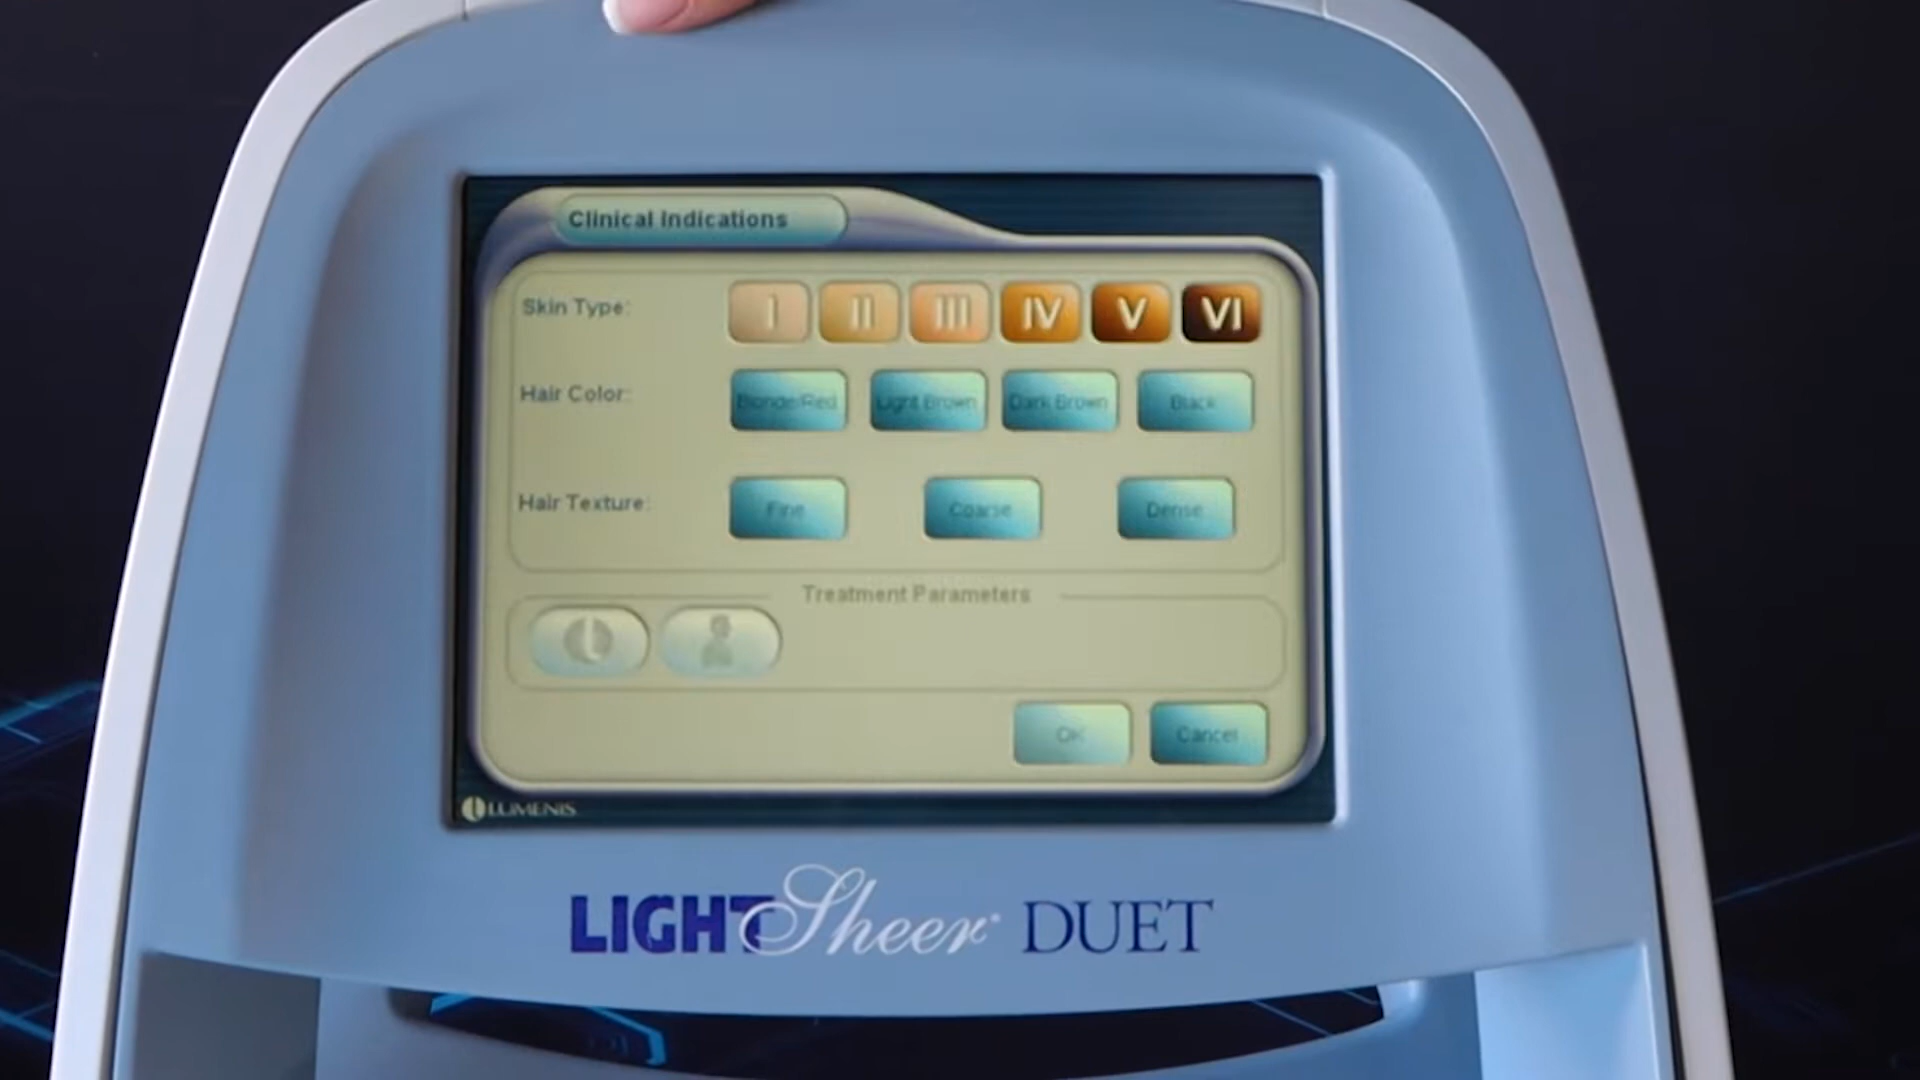 Clinical Indications
Skin Type: I II III IV V VI
Hair Color: Blonde/Red Light Brown Dark Brown Black
Hair Texture: Fine Coarse Dense
Treatment Parameters
OK Cancel
LUMENIS
LIGHTSheer DUET